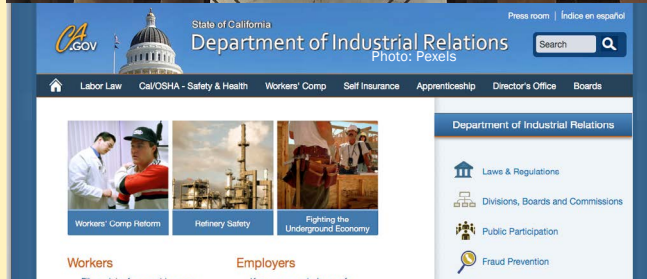 Press room | Índice en español
CA.GOV
State of California
Department of Industrial Relations
Photo: Pexels
Search
Labor Law Cal/OSHA - Safety & Health Workers' Comp Self Insurance Apprenticeship Director's Office Boards
Workers' Comp Reform
Refinery Safety
Fighting the
Underground Economy
Workers
Employers
Department of Industrial Relations
Laws & Regulations
Divisions, Boards and Commissions
Public Participation
Fraud Prevention